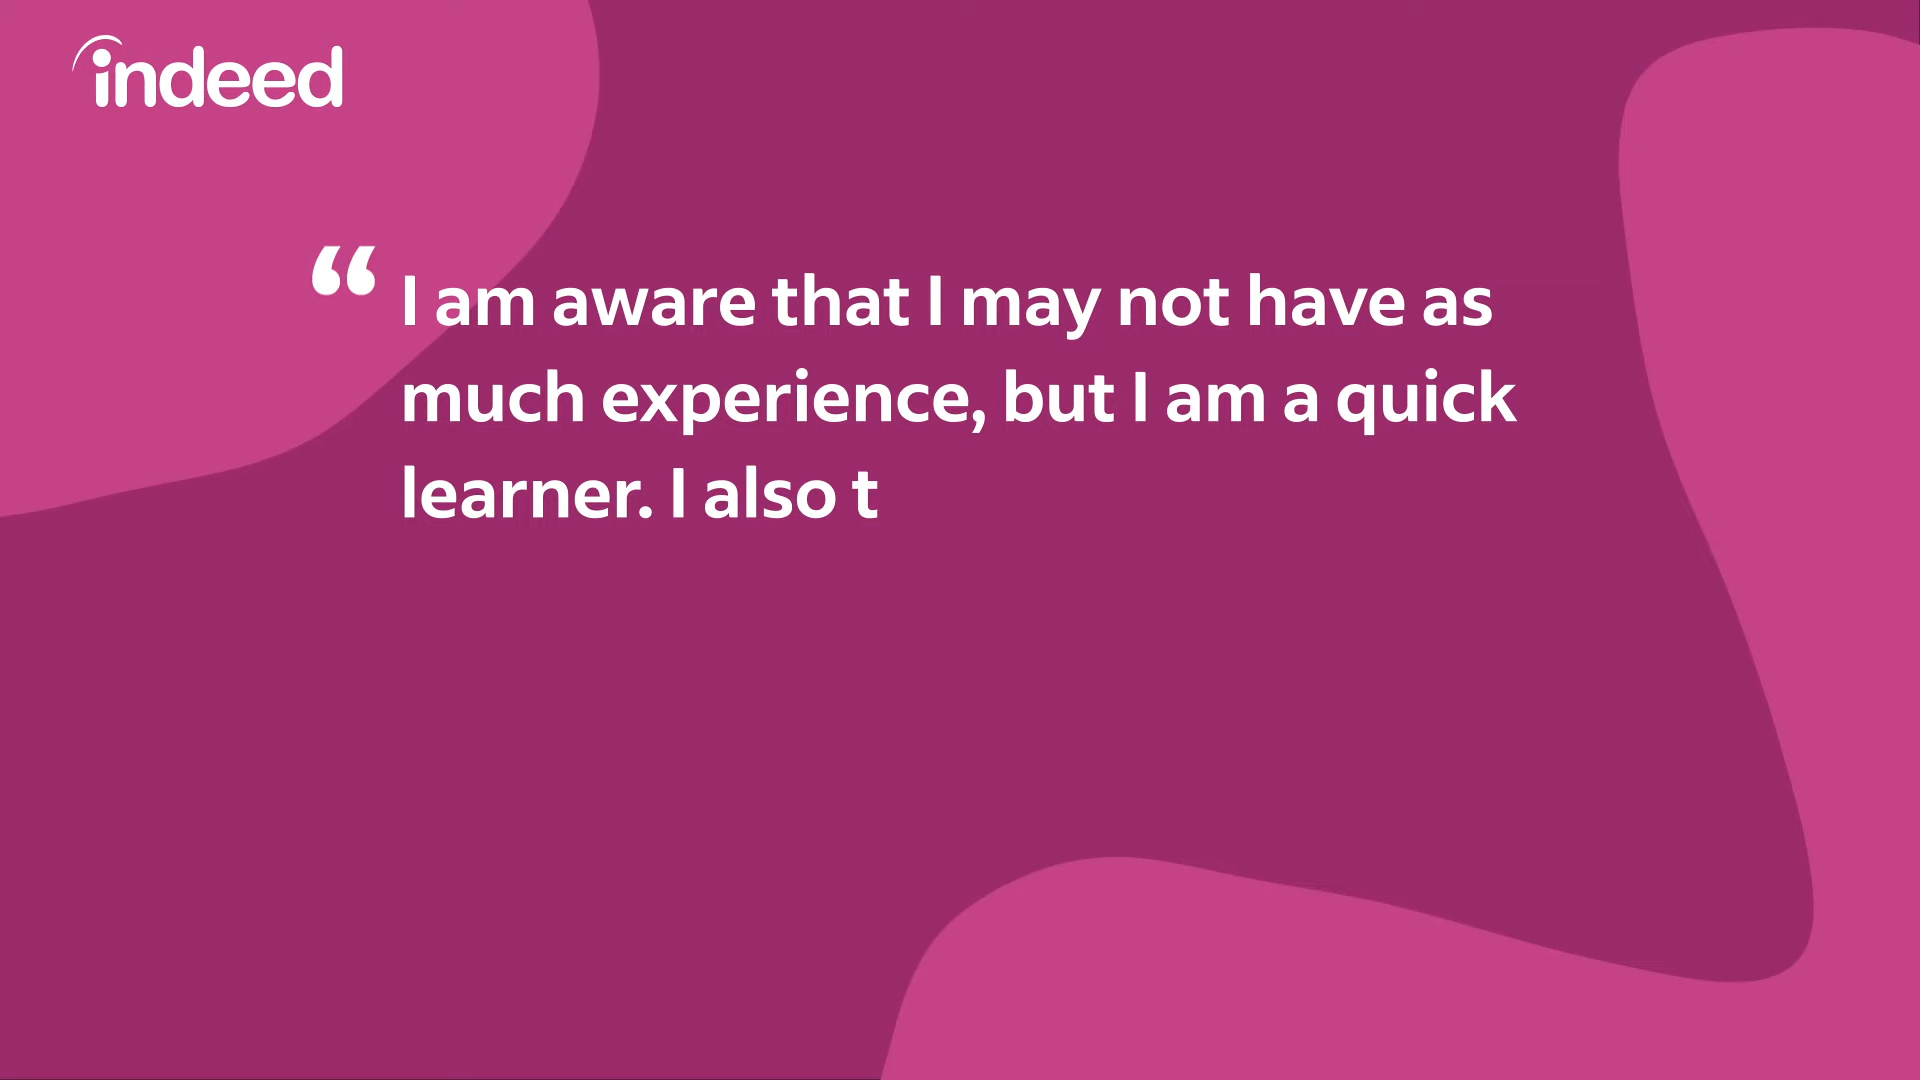 indeed
“I am aware that I may not have as
much experience, but I am a quick
learner. I also t